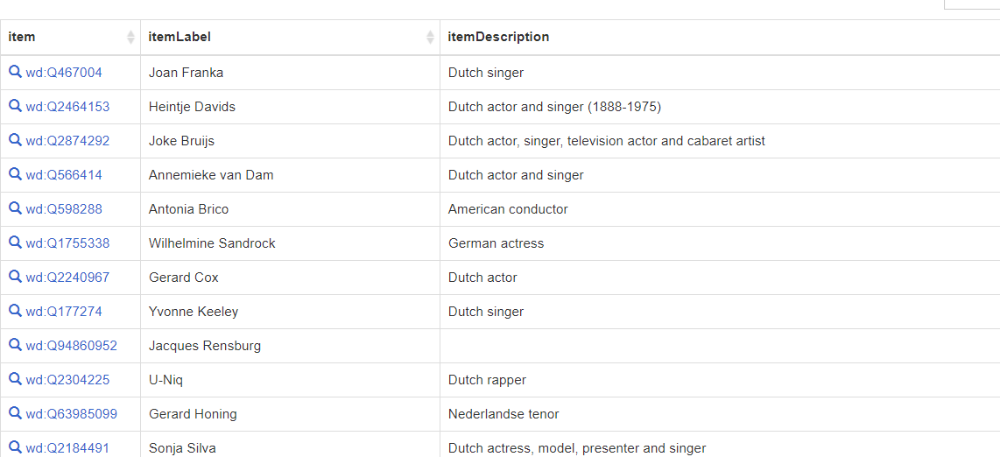 item itemLabel itemDescription
wd:Q467004 Joan Franka Dutch singer
wd:Q2464153 Heintje Davids Dutch actor and singer (1888-1975)
wd:Q2874292 Joke Bruijs Dutch actor, singer, television actor and cabaret artist
wd:Q566414 Annemieke van Dam Dutch actor and singer
wd:Q598288 Antonia Brico American conductor
wd:Q1755338 Wilhelmine Sandrock German actress
wd:Q2240967 Gerard Cox Dutch actor
wd:Q177274 Yvonne Keeley Dutch singer
wd:Q94860952 Jacques Rensburg
wd:Q2304225 U-Niq Dutch rapper
wd:Q63985099 Gerard Honing Nederlandse tenor
wd:Q2184491 Sonja Silva Dutch actress, model, presenter and singer